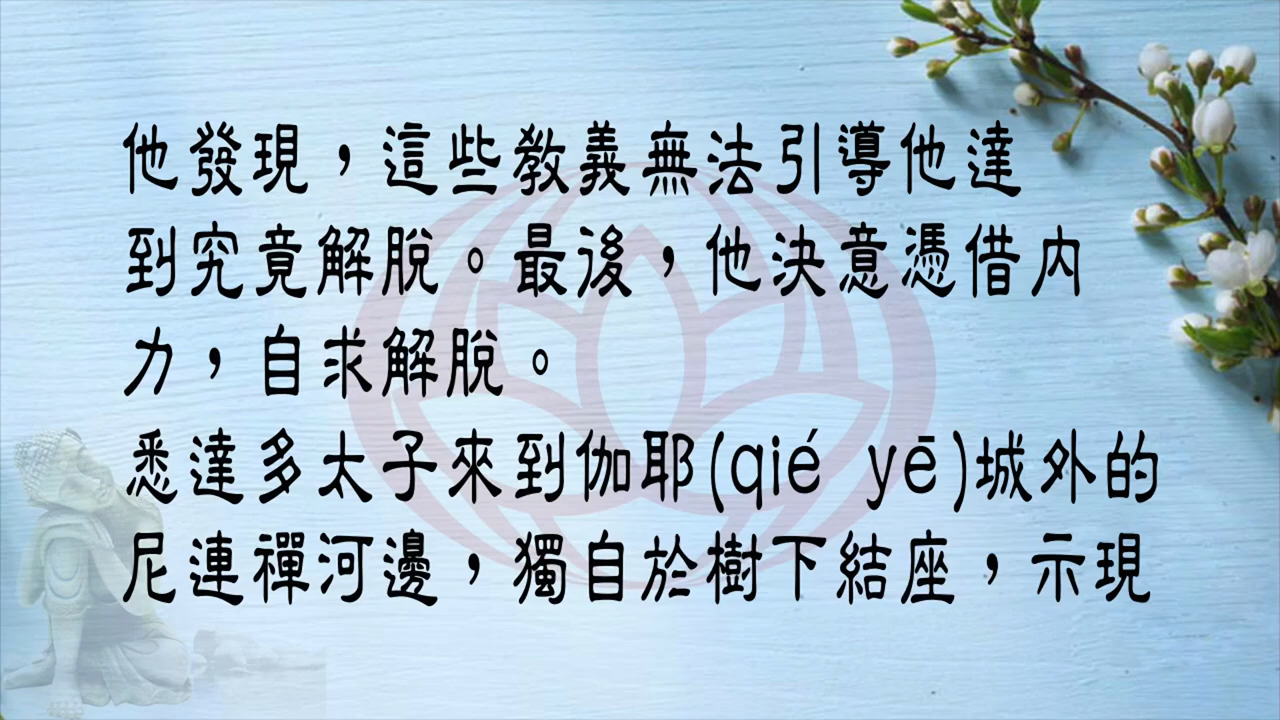 他發現，這些教義無法引導他達
到究竟解脫。最後，他決意憑借內
力，自求解脫。
悉達多太子來到伽耶(qié yē)城外的
尼連禪河邊，獨自於樹下結座，示現